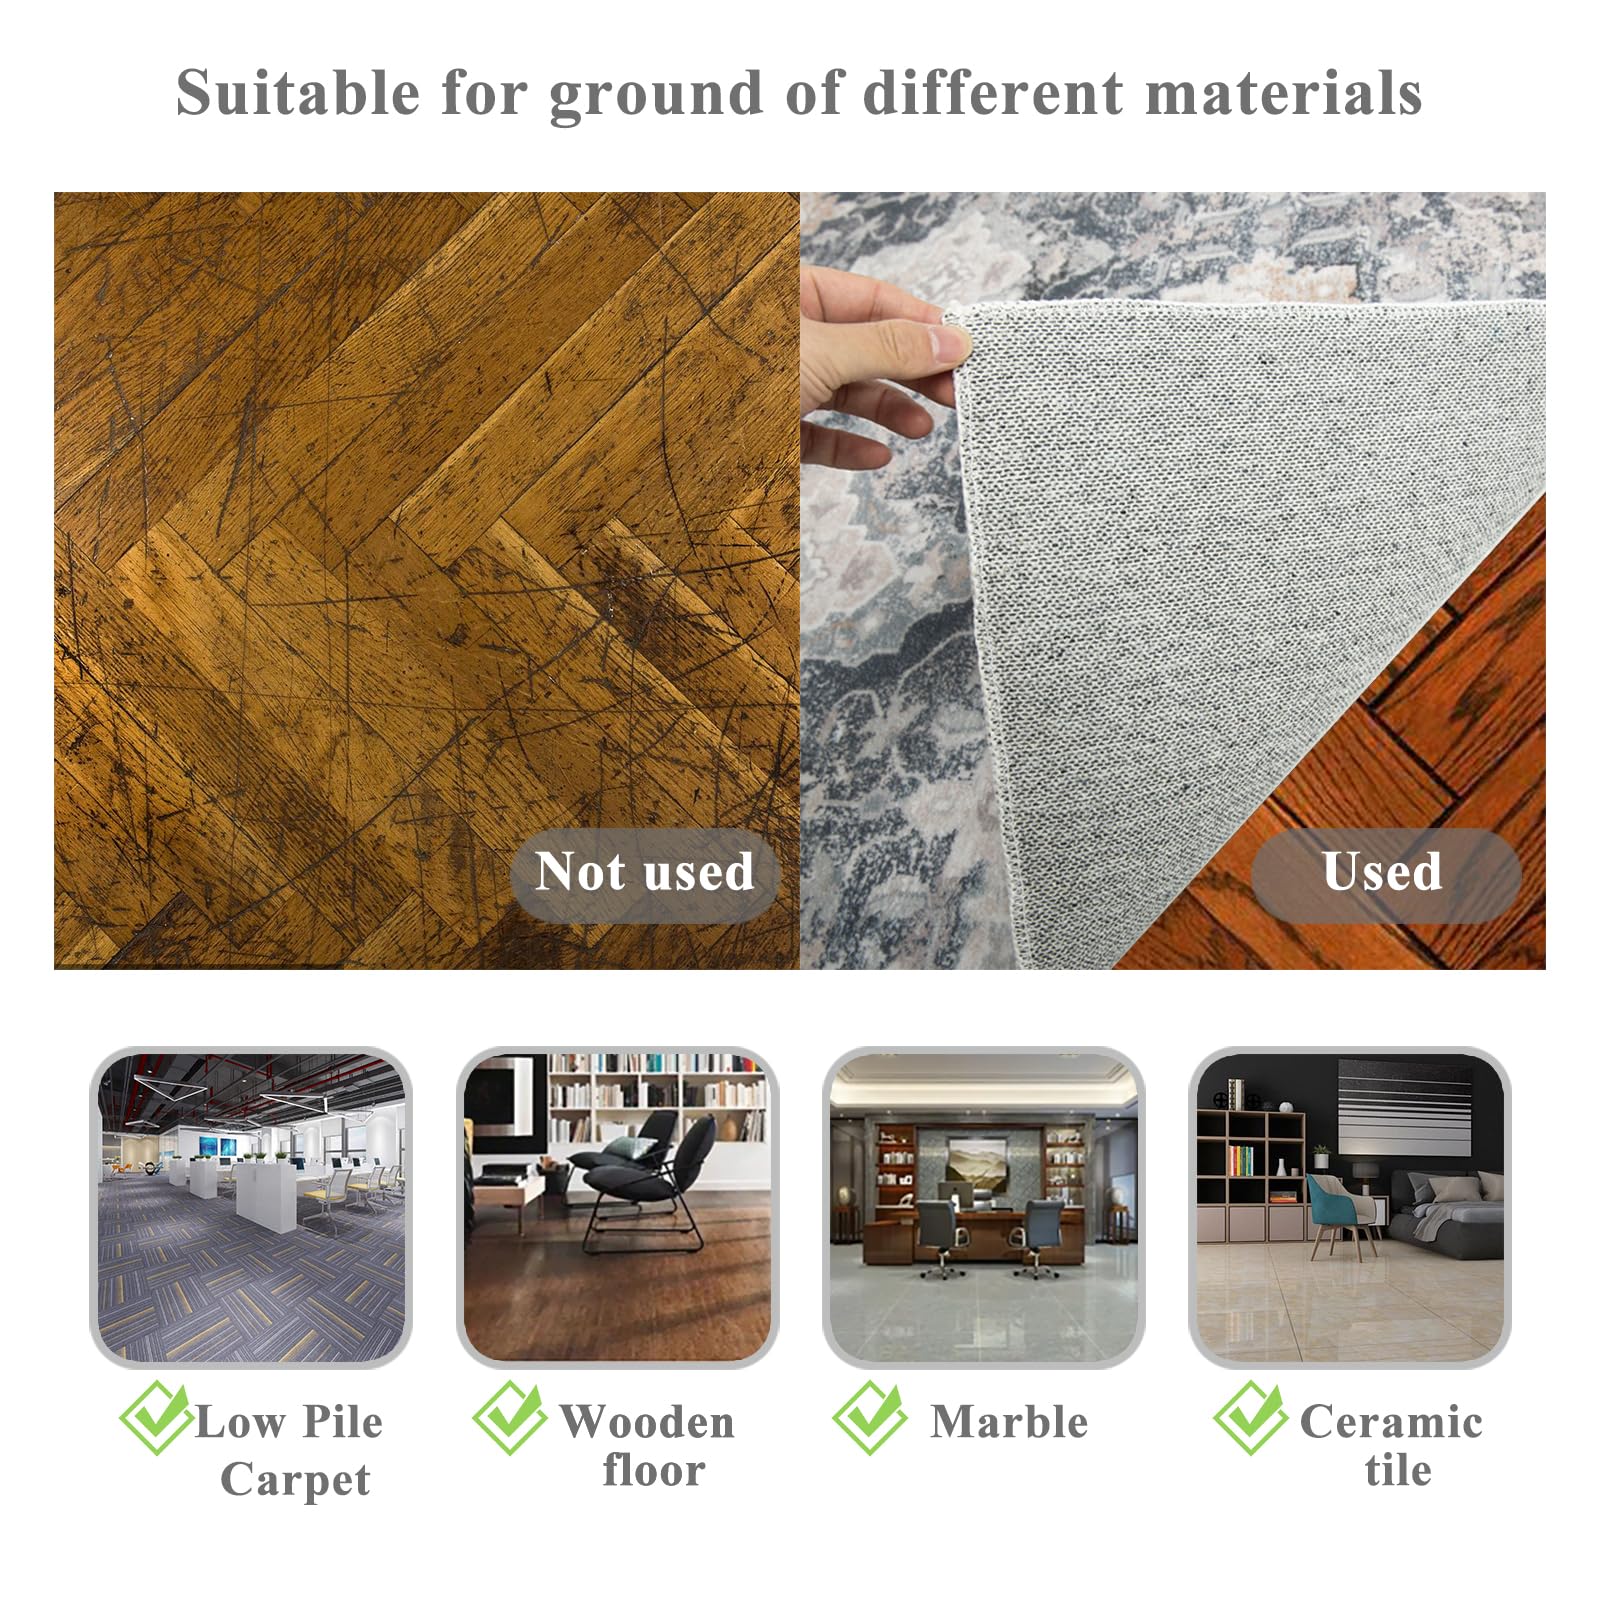 Suitable for ground of different materials
Not used
Used
Low Pile
Carpet
Wooden
floor
Marble
Ceramic
tile